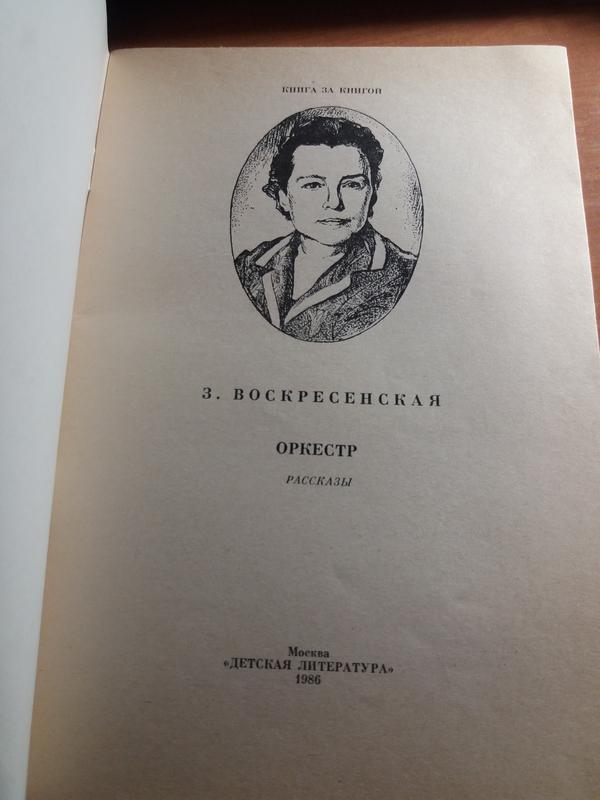 КНИГА ЗА КНИГОЙ
З. ВОСКРЕСЕНСКАЯ
ОРКЕСТР
РАССКАЗЫ
Москва
«ДЕТСКАЯ ЛИТЕРАТУРА»
1986